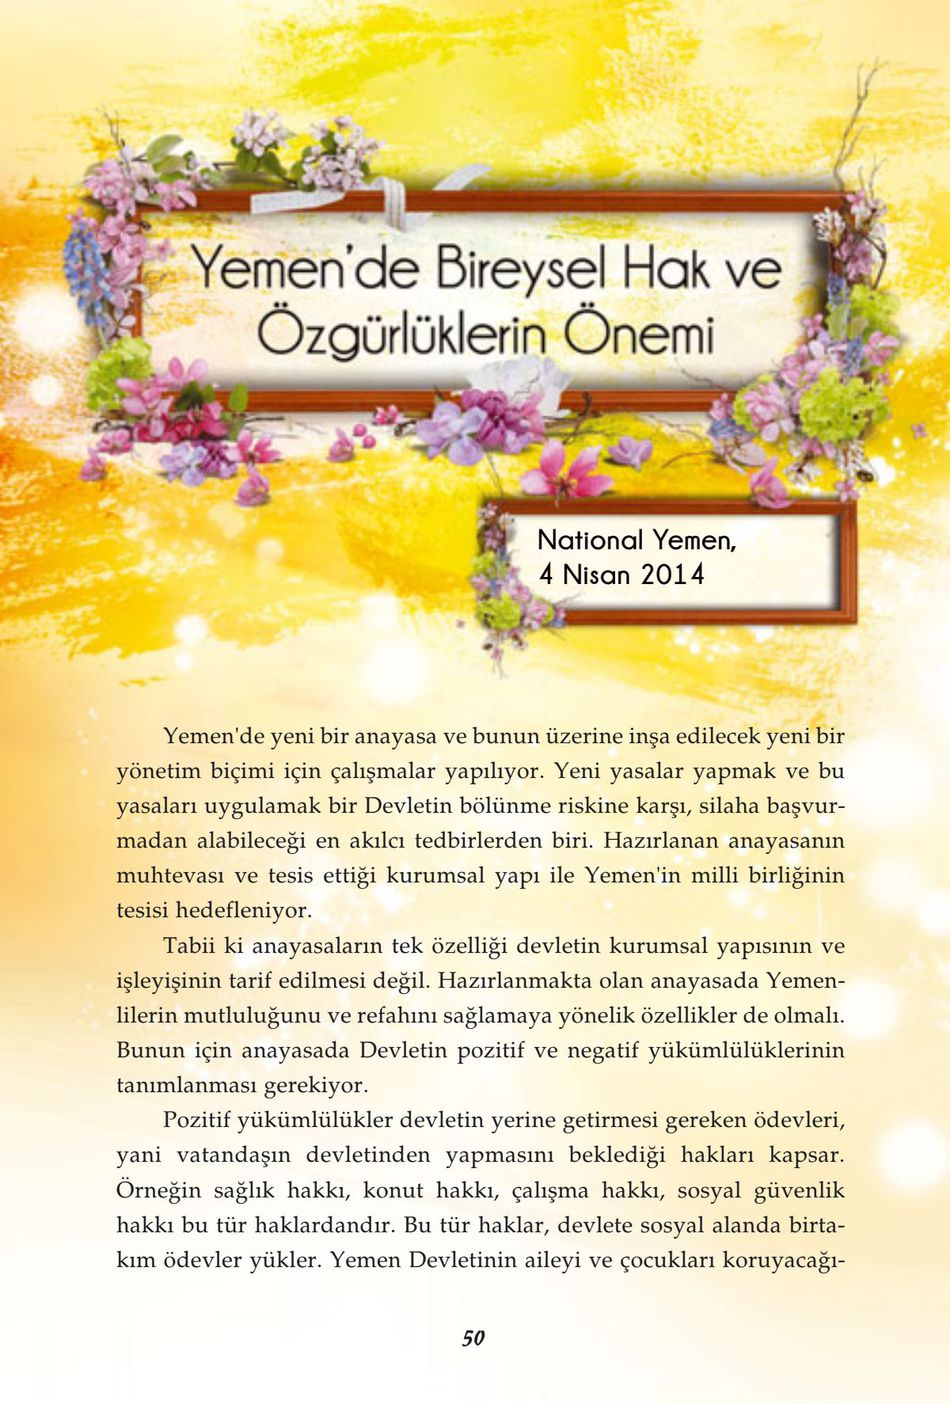 Yemen'de Bireysel Hak ve
Özgürlüklerin Önemi
National Yemen,
4 Nisan 2014
Yemen'de yeni bir anayasa ve bunun üzerine inşa edilecek yeni bir
yönetim biçimi için çalışmalar yapılıyor. Yeni yasalar yapmak ve bu
yasaları uygulamak bir Devletin bölünme riskine karşı, silaha başvur-
madan alabileceği en akılcı tedbirlerden biri. Hazırlanan anayasanın
muhtevası ve tesis ettiği kurumsal yapı ile Yemen'in milli birliğinin
tesisi hedefleniyor.
Tabii ki anayasaların tek özelliği devletin kurumsal yapısının ve
işleyişinin tarif edilmesi değil. Hazırlanmakta olan anayasada Yemen-
lilerin mutluluğunu ve refahını sağlamaya yönelik özellikler de olmalı.
Bunun için anayasada Devletin pozitif ve negatif yükümlülüklerinin
tanımlanması gerekiyor.
Pozitif yükümlülükler devletin yerine getirmesi gereken ödevleri,
yani vatandaşın devletinden yapmasını beklediği hakları kapsar.
Örneğin sağlık hakkı, konut hakkı, çalışma hakkı, sosyal güvenlik
hakkı bu tür haklardandır. Bu tür haklar, devlete sosyal alanda birta-
kım ödevler yükler. Yemen Devletinin aileyi ve çocukları koruyacağı-
50